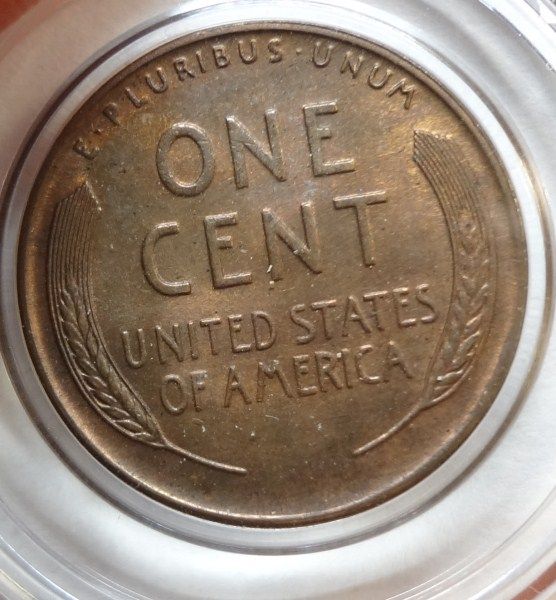 E·PLURIBUS·UNUM
ONE
CENT
UNITED STATES
OF AMERICA